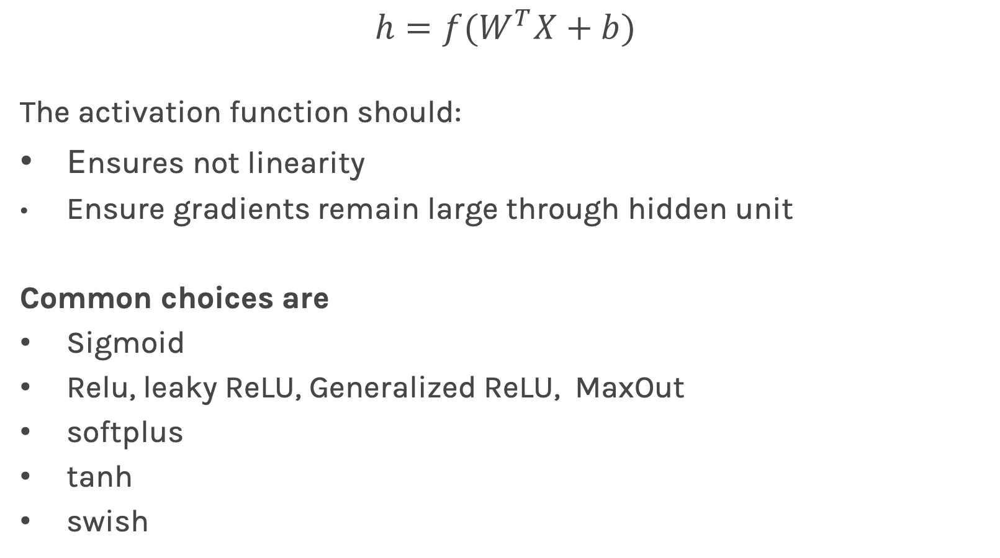 h = f(W^T X + b)
The activation function should:
• Ensures not linearity
• Ensure gradients remain large through hidden unit
Common choices are
• Sigmoid
• Relu, leaky ReLU, Generalized ReLU, MaxOut
• softplus
• tanh
• swish